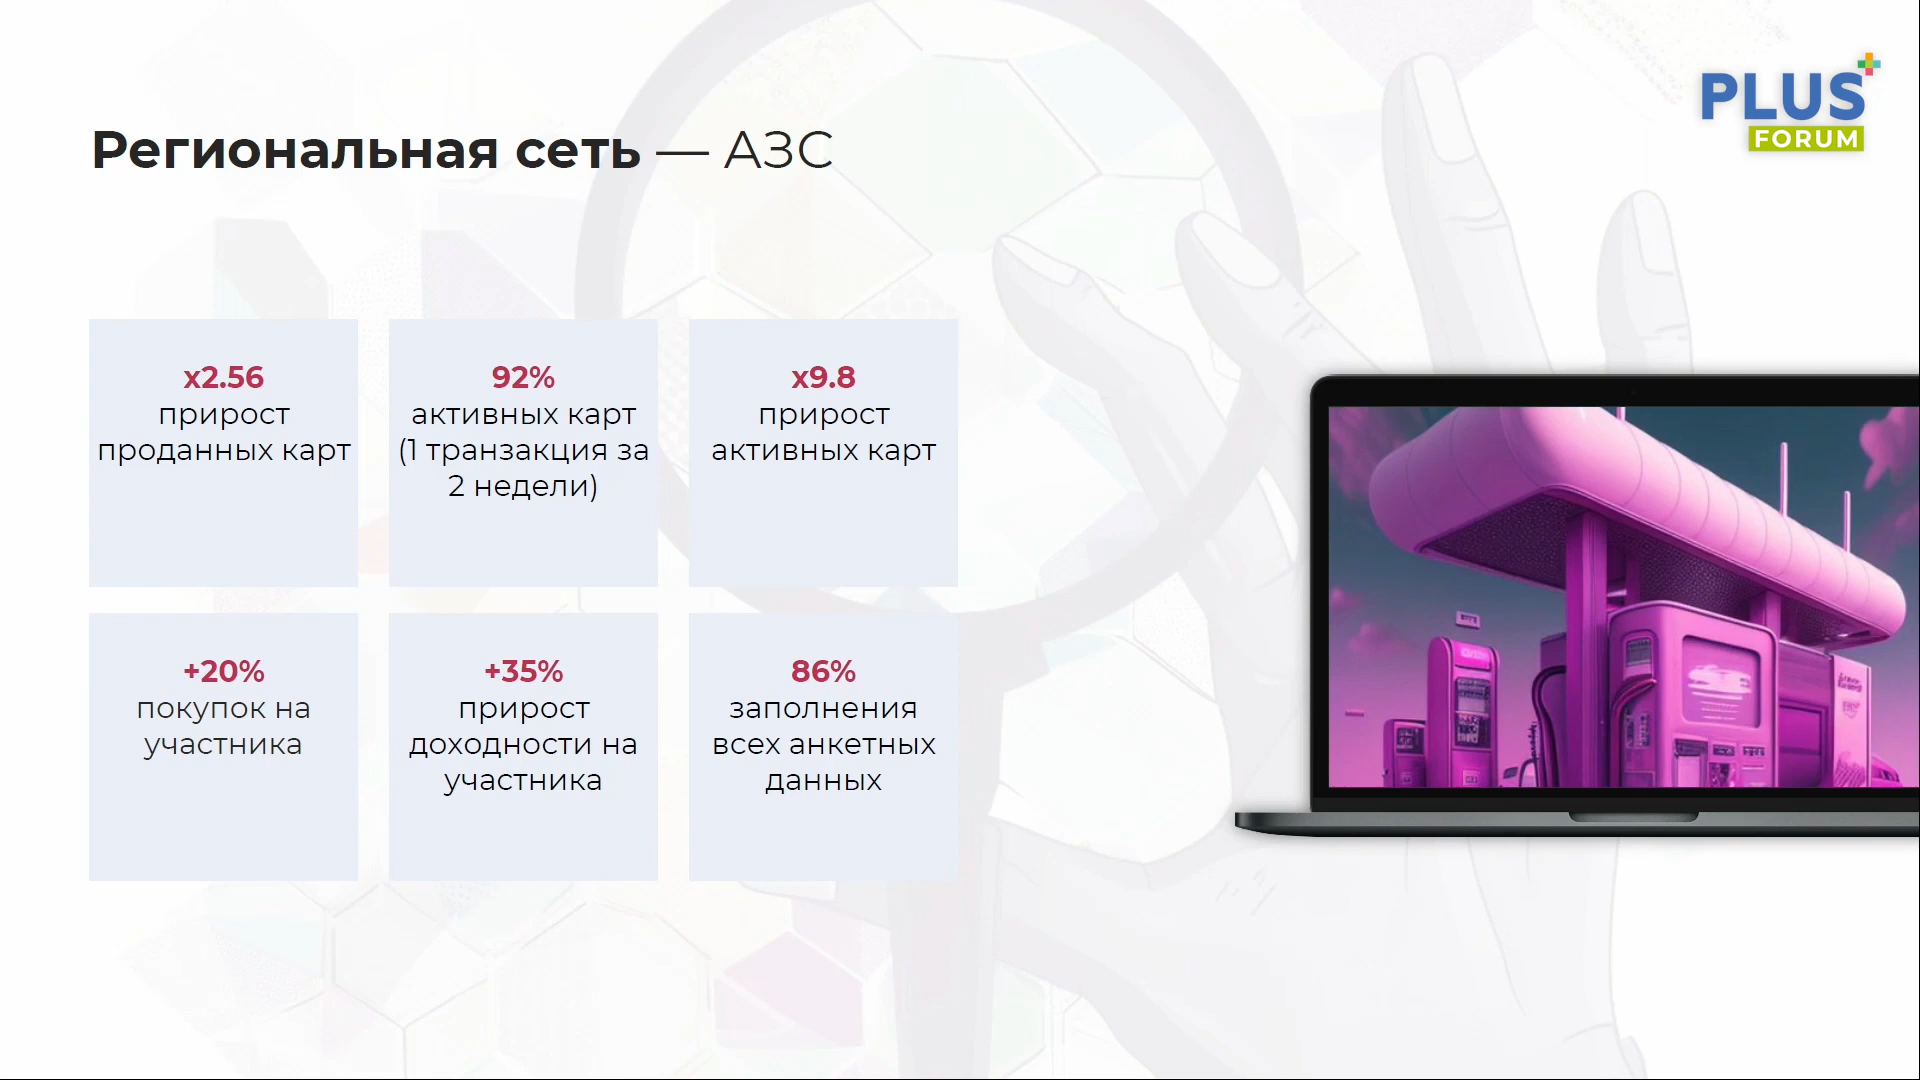 PLUS
FORUM
Региональная сеть — АЗС
x2.56
прирост
проданных карт
92%
активных карт
(1 транзакция за
2 недели)
x9.8
прирост
активных карт
+20%
покупок на
участника
+35%
прирост
доходности на
участника
86%
заполнения
всех анкетных
данных